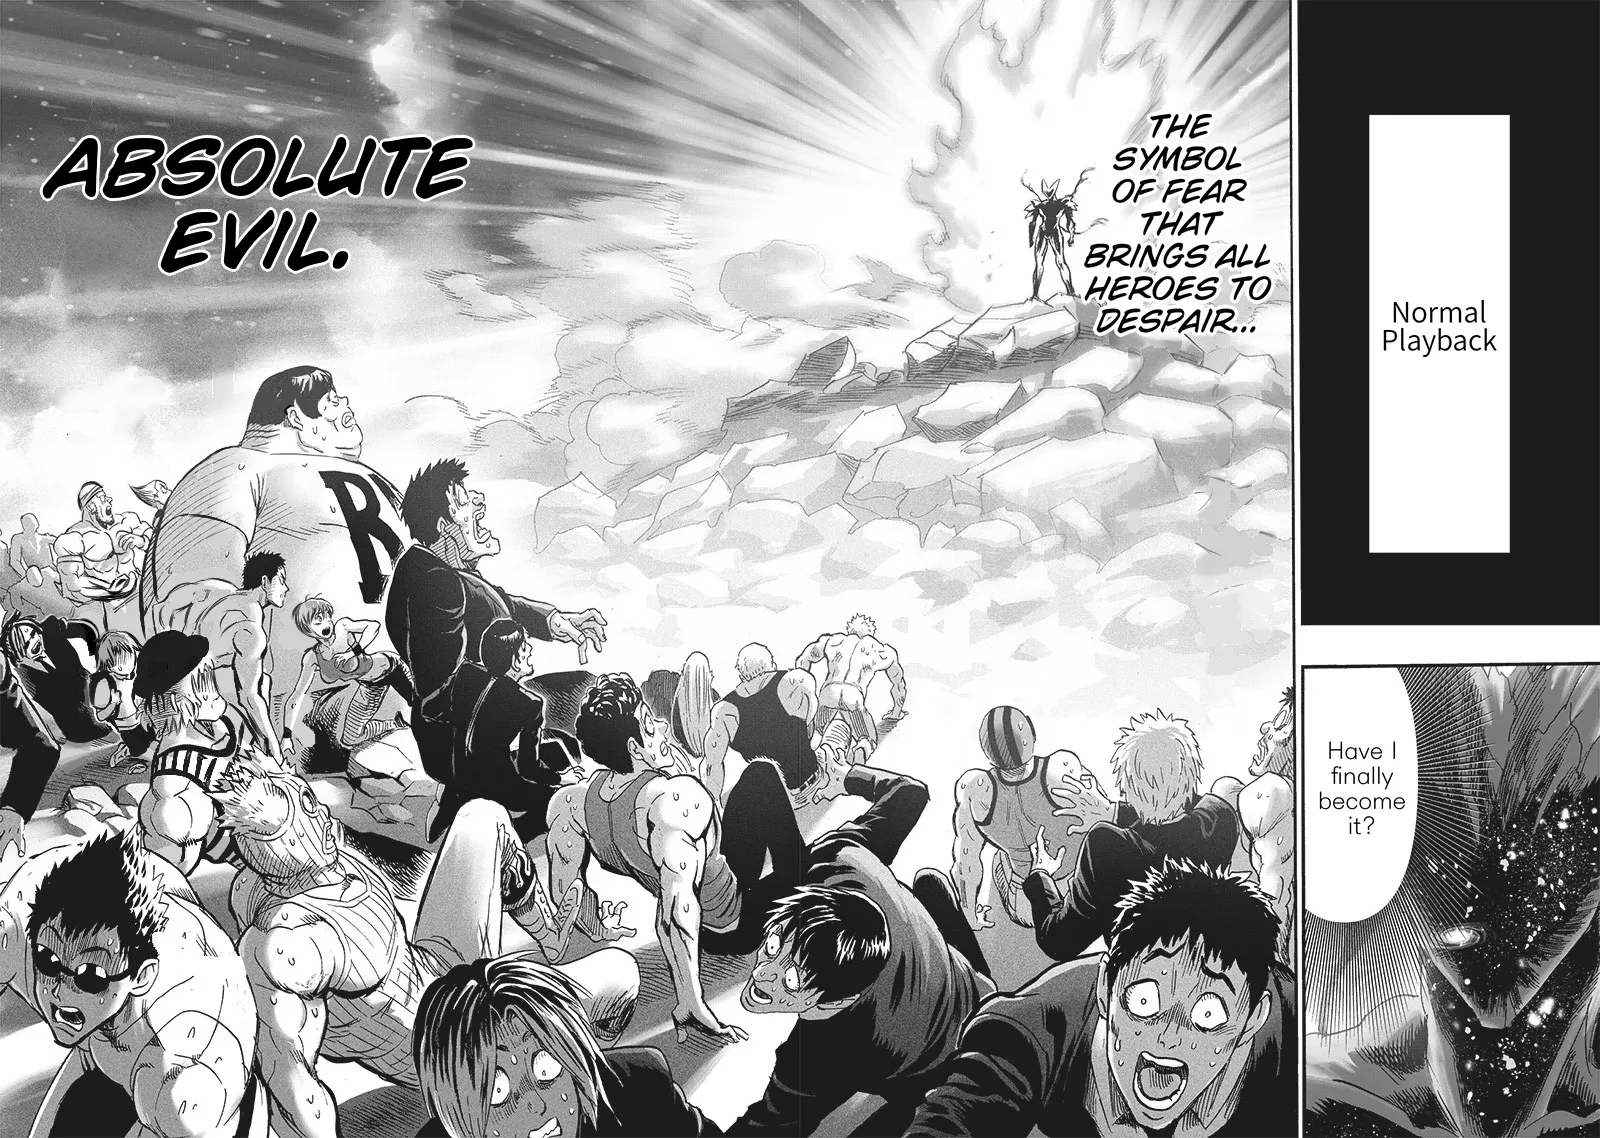 Normal
Playback
Have I
finally
become
it?
THE
SYMBOL
OF FEAR
THAT
BRINGS ALL
HEROES TO
DESPAIR...
ABSOLUTE
EVIL.